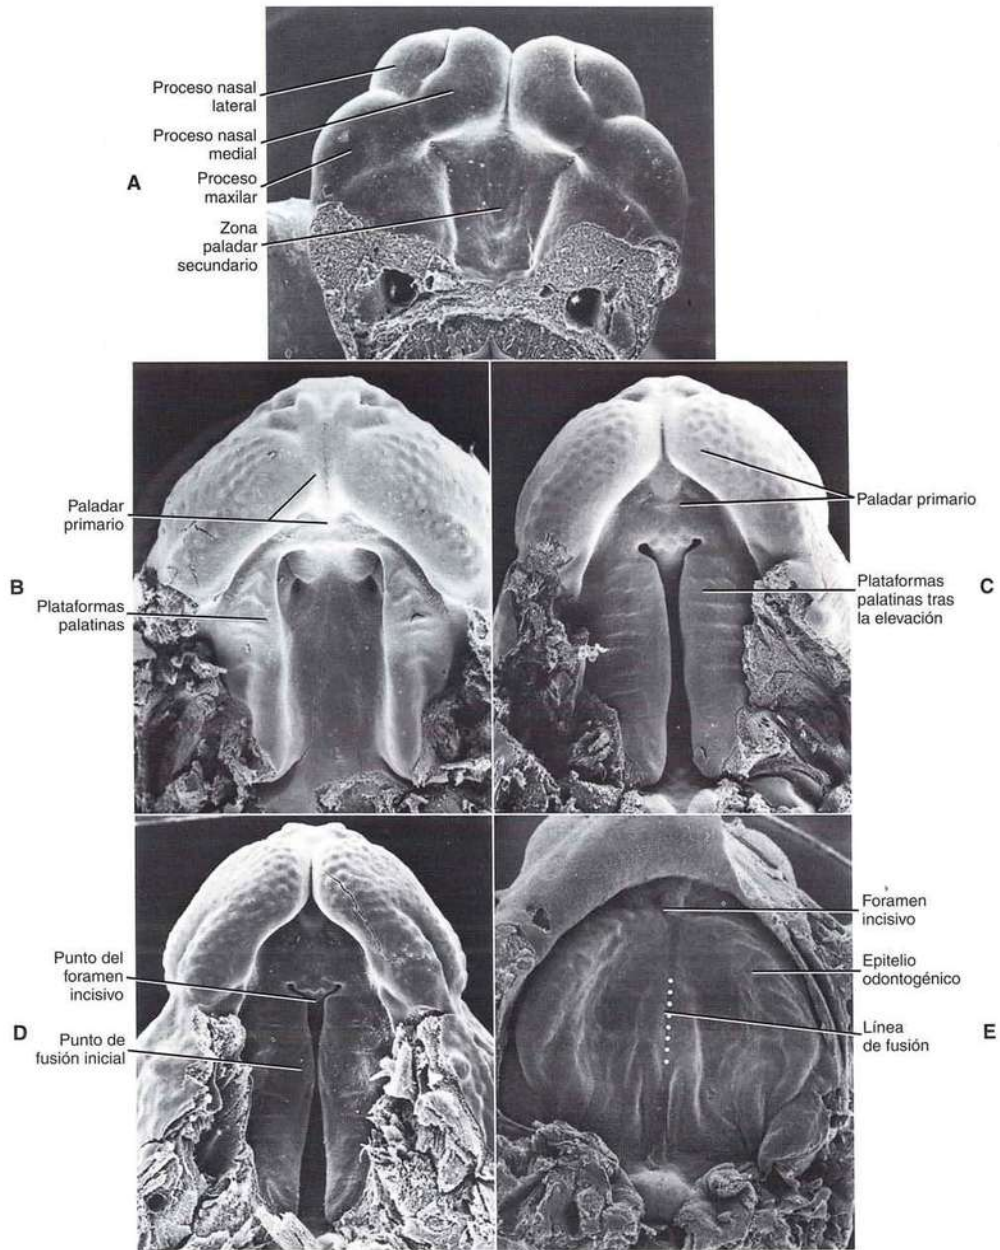 Proceso nasal
lateral
Proceso nasal
medial
A
Proceso
maxilar
Zona
paladar
secundario
Paladar
primario
B
Plataformas
palatinas
Paladar primario
Plataformas
palatinas tras
la elevación
C
Punto del
foramen
incisivo
D
Punto de
fusión inicial
Foramen
incisivo
Epitelio
odontogénico
Línea
de fusión
E